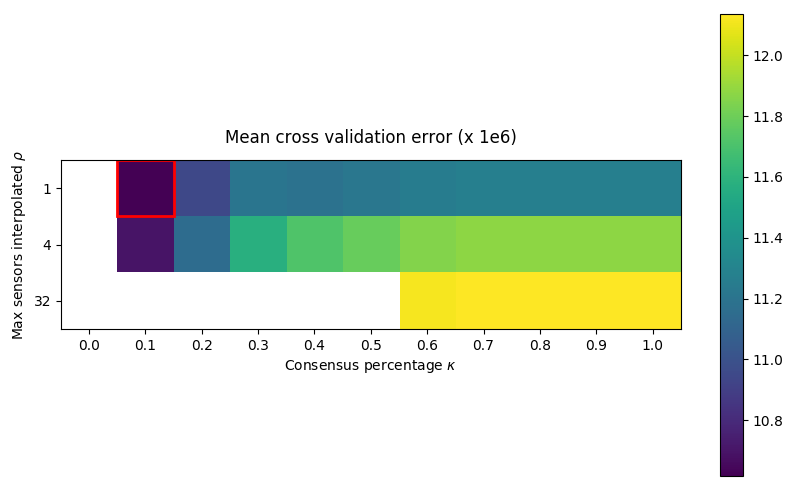 Mean cross validation error (x 1e6)
Max sensors interpolated ρ
1
4
32
0.0 0.1 0.2 0.3 0.4 0.5 0.6 0.7 0.8 0.9 1.0
Consensus percentage κ
12.0
11.8
11.6
11.4
11.2
11.0
10.8